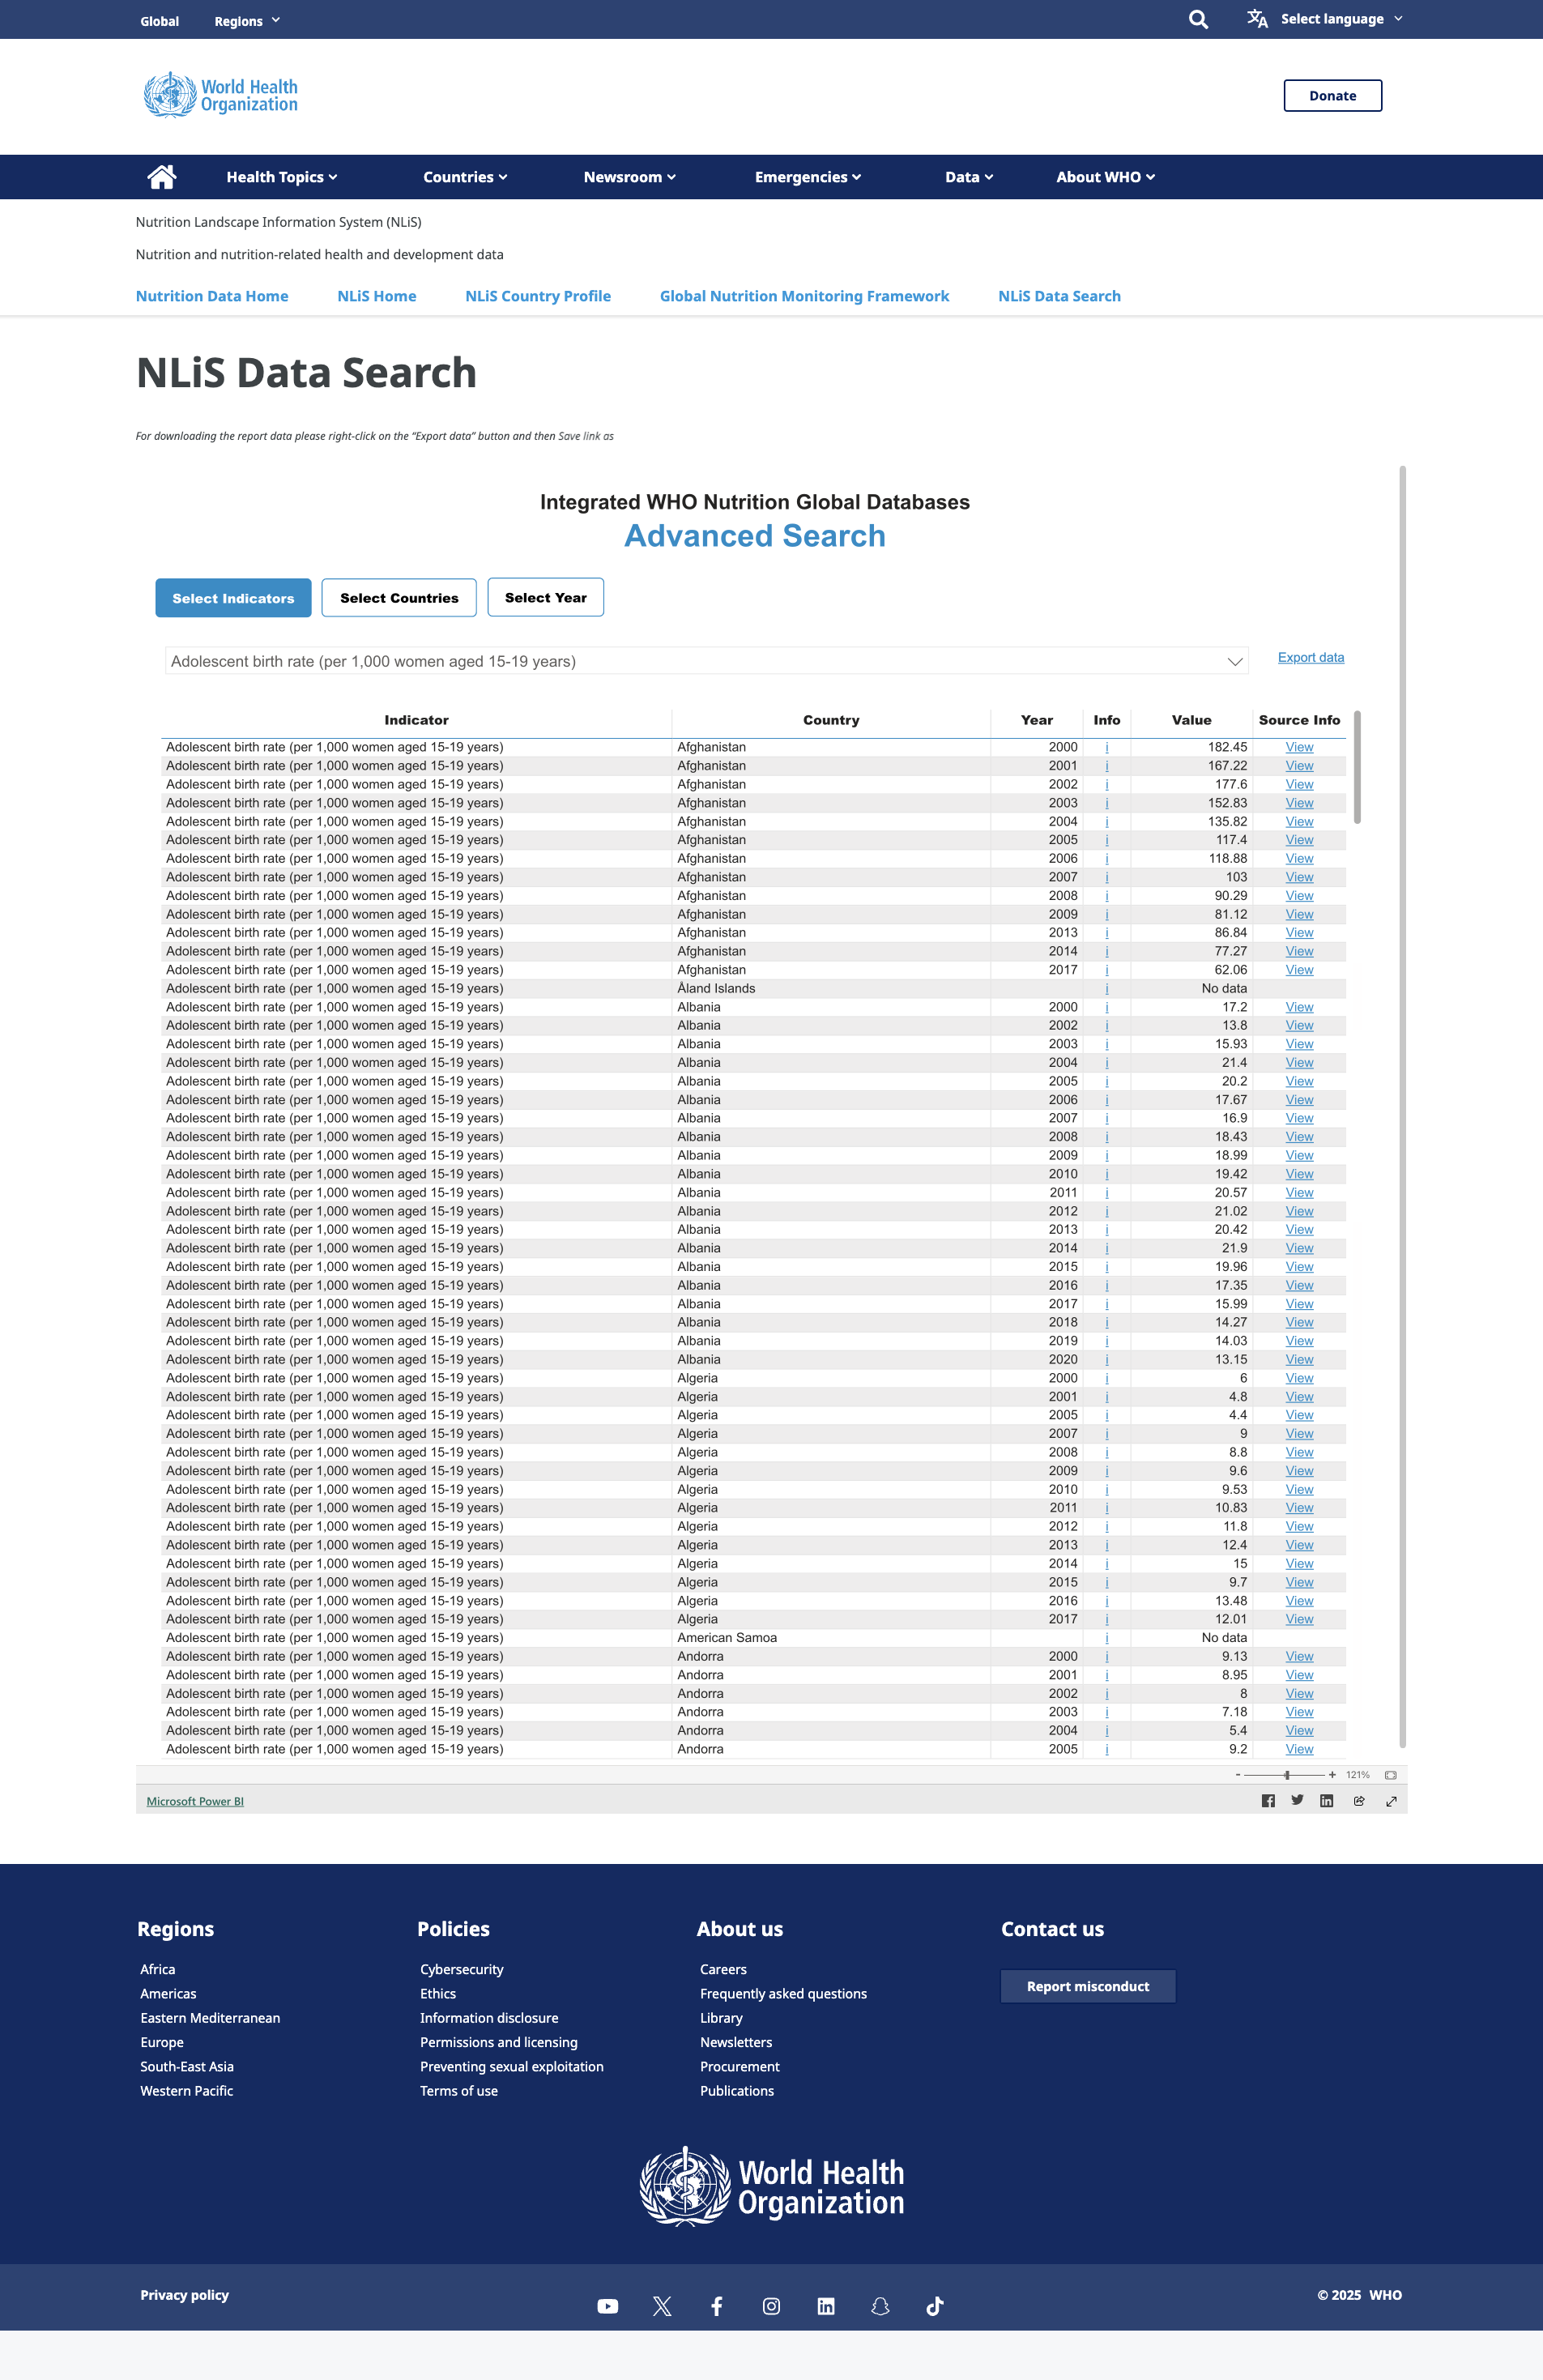 Global Regions Select language
World Health
Organization
Donate
Health Topics Countries Newsroom Emergencies Data About WHO
Nutrition Landscape Information System (NLiS)
Nutrition and nutrition-related health and development data
Nutrition Data Home NLiS Home NLiS Country Profile Global Nutrition Monitoring Framework NLiS Data Search
NLiS Data Search
For downloading the report data please right-click on the “Export data” button and then Save link as
Integrated WHO Nutrition Global Databases
Advanced Search
Select Indicators Select Countries Select Year
Adolescent birth rate (per 1,000 women aged 15-19 years) Export data
Indicator Country Year Info Value Source Info
Adolescent birth rate (per 1,000 women aged 15-19 years) Afghanistan 2000 i 182.45 View
Adolescent birth rate (per 1,000 women aged 15-19 years) Afghanistan 2001 i 167.22 View
Adolescent birth rate (per 1,000 women aged 15-19 years) Afghanistan 2002 i 177.6 View
Adolescent birth rate (per 1,000 women aged 15-19 years) Afghanistan 2003 i 152.83 View
Adolescent birth rate (per 1,000 women aged 15-19 years) Afghanistan 2004 i 135.82 View
Adolescent birth rate (per 1,000 women aged 15-19 years) Afghanistan 2005 i 117.4 View
Adolescent birth rate (per 1,000 women aged 15-19 years) Afghanistan 2006 i 118.88 View
Adolescent birth rate (per 1,000 women aged 15-19 years) Afghanistan 2007 i 103 View
Adolescent birth rate (per 1,000 women aged 15-19 years) Afghanistan 2008 i 90.29 View
Adolescent birth rate (per 1,000 women aged 15-19 years) Afghanistan 2009 i 81.12 View
Adolescent birth rate (per 1,000 women aged 15-19 years) Afghanistan 2013 i 86.84 View
Adolescent birth rate (per 1,000 women aged 15-19 years) Afghanistan 2014 i 77.27 View
Adolescent birth rate (per 1,000 women aged 15-19 years) Afghanistan 2017 i 62.06 View
Adolescent birth rate (per 1,000 women aged 15-19 years) Åland Islands i No data
Adolescent birth rate (per 1,000 women aged 15-19 years) Albania 2000 i 17.2 View
Adolescent birth rate (per 1,000 women aged 15-19 years) Albania 2002 i 13.8 View
Adolescent birth rate (per 1,000 women aged 15-19 years) Albania 2003 i 15.93 View
Adolescent birth rate (per 1,000 women aged 15-19 years) Albania 2004 i 21.4 View
Adolescent birth rate (per 1,000 women aged 15-19 years) Albania 2005 i 20.2 View
Adolescent birth rate (per 1,000 women aged 15-19 years) Albania 2006 i 17.67 View
Adolescent birth rate (per 1,000 women aged 15-19 years) Albania 2007 i 16.9 View
Adolescent birth rate (per 1,000 women aged 15-19 years) Albania 2008 i 18.43 View
Adolescent birth rate (per 1,000 women aged 15-19 years) Albania 2009 i 18.99 View
Adolescent birth rate (per 1,000 women aged 15-19 years) Albania 2010 i 19.42 View
Adolescent birth rate (per 1,000 women aged 15-19 years) Albania 2011 i 20.57 View
Adolescent birth rate (per 1,000 women aged 15-19 years) Albania 2012 i 21.02 View
Adolescent birth rate (per 1,000 women aged 15-19 years) Albania 2013 i 20.42 View
Adolescent birth rate (per 1,000 women aged 15-19 years) Albania 2014 i 21.9 View
Adolescent birth rate (per 1,000 women aged 15-19 years) Albania 2015 i 19.96 View
Adolescent birth rate (per 1,000 women aged 15-19 years) Albania 2016 i 17.35 View
Adolescent birth rate (per 1,000 women aged 15-19 years) Albania 2017 i 15.99 View
Adolescent birth rate (per 1,000 women aged 15-19 years) Albania 2018 i 14.27 View
Adolescent birth rate (per 1,000 women aged 15-19 years) Albania 2019 i 14.03 View
Adolescent birth rate (per 1,000 women aged 15-19 years) Albania 2020 i 13.15 View
Adolescent birth rate (per 1,000 women aged 15-19 years) Algeria 2000 i 6 View
Adolescent birth rate (per 1,000 women aged 15-19 years) Algeria 2001 i 4.8 View
Adolescent birth rate (per 1,000 women aged 15-19 years) Algeria 2005 i 4.4 View
Adolescent birth rate (per 1,000 women aged 15-19 years) Algeria 2007 i 9 View
Adolescent birth rate (per 1,000 women aged 15-19 years) Algeria 2008 i 8.8 View
Adolescent birth rate (per 1,000 women aged 15-19 years) Algeria 2009 i 9.6 View
Adolescent birth rate (per 1,000 women aged 15-19 years) Algeria 2010 i 9.53 View
Adolescent birth rate (per 1,000 women aged 15-19 years) Algeria 2011 i 10.83 View
Adolescent birth rate (per 1,000 women aged 15-19 years) Algeria 2012 i 11.8 View
Adolescent birth rate (per 1,000 women aged 15-19 years) Algeria 2013 i 12.4 View
Adolescent birth rate (per 1,000 women aged 15-19 years) Algeria 2014 i 15 View
Adolescent birth rate (per 1,000 women aged 15-19 years) Algeria 2015 i 9.7 View
Adolescent birth rate (per 1,000 women aged 15-19 years) Algeria 2016 i 13.48 View
Adolescent birth rate (per 1,000 women aged 15-19 years) Algeria 2017 i 12.01 View
Adolescent birth rate (per 1,000 women aged 15-19 years) American Samoa i No data
Adolescent birth rate (per 1,000 women aged 15-19 years) Andorra 2000 i 9.13 View
Adolescent birth rate (per 1,000 women aged 15-19 years) Andorra 2001 i 8.95 View
Adolescent birth rate (per 1,000 women aged 15-19 years) Andorra 2002 i 8 View
Adolescent birth rate (per 1,000 women aged 15-19 years) Andorra 2003 i 7.18 View
Adolescent birth rate (per 1,000 women aged 15-19 years) Andorra 2004 i 5.4 View
Adolescent birth rate (per 1,000 women aged 15-19 years) Andorra 2005 i 9.2 View
- + 121%
Microsoft Power BI
Regions
Africa
Americas
Eastern Mediterranean
Europe
South-East Asia
Western Pacific
Policies
Cybersecurity
Ethics
Information disclosure
Permissions and licensing
Preventing sexual exploitation
Terms of use
About us
Careers
Frequently asked questions
Library
Newsletters
Procurement
Publications
Contact us
Report misconduct
World Health
Organization
Privacy policy © 2025 WHO